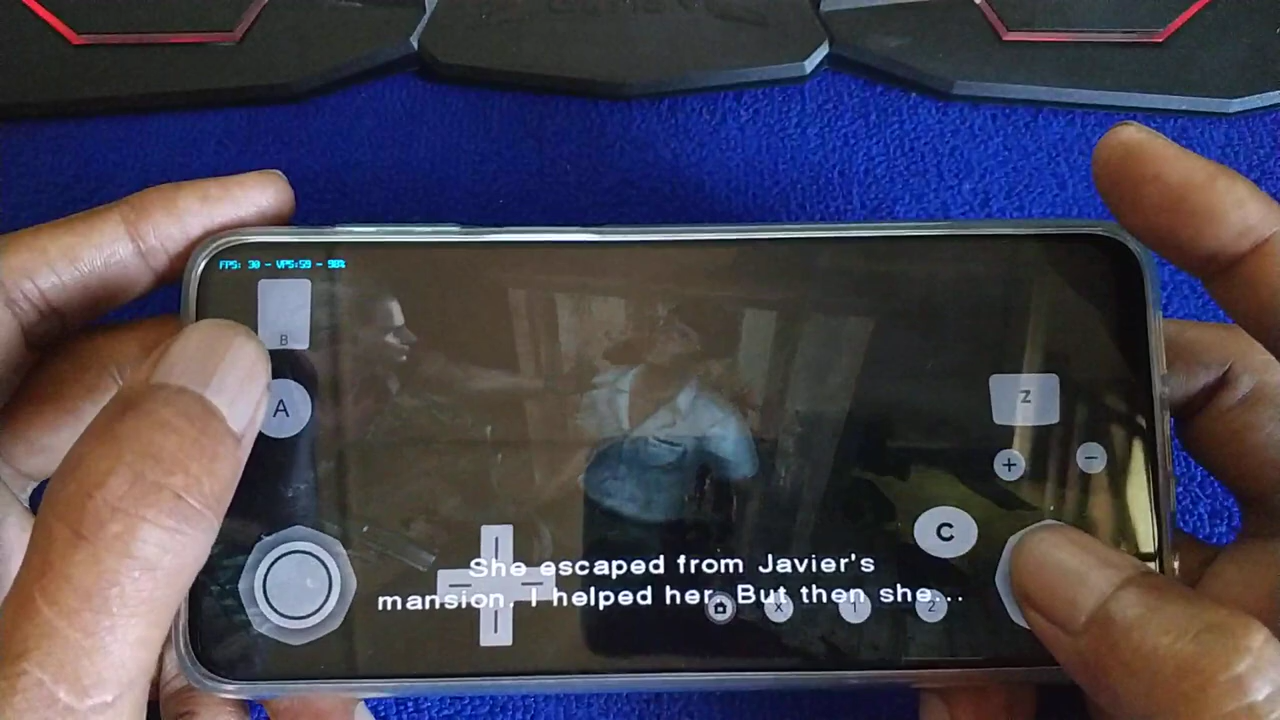 FPS: 30 - VPS:59 - 98%
B
A
Z
+
-
C
She escaped from Javier's
mansion. I helped her. But then she...
X
1
2